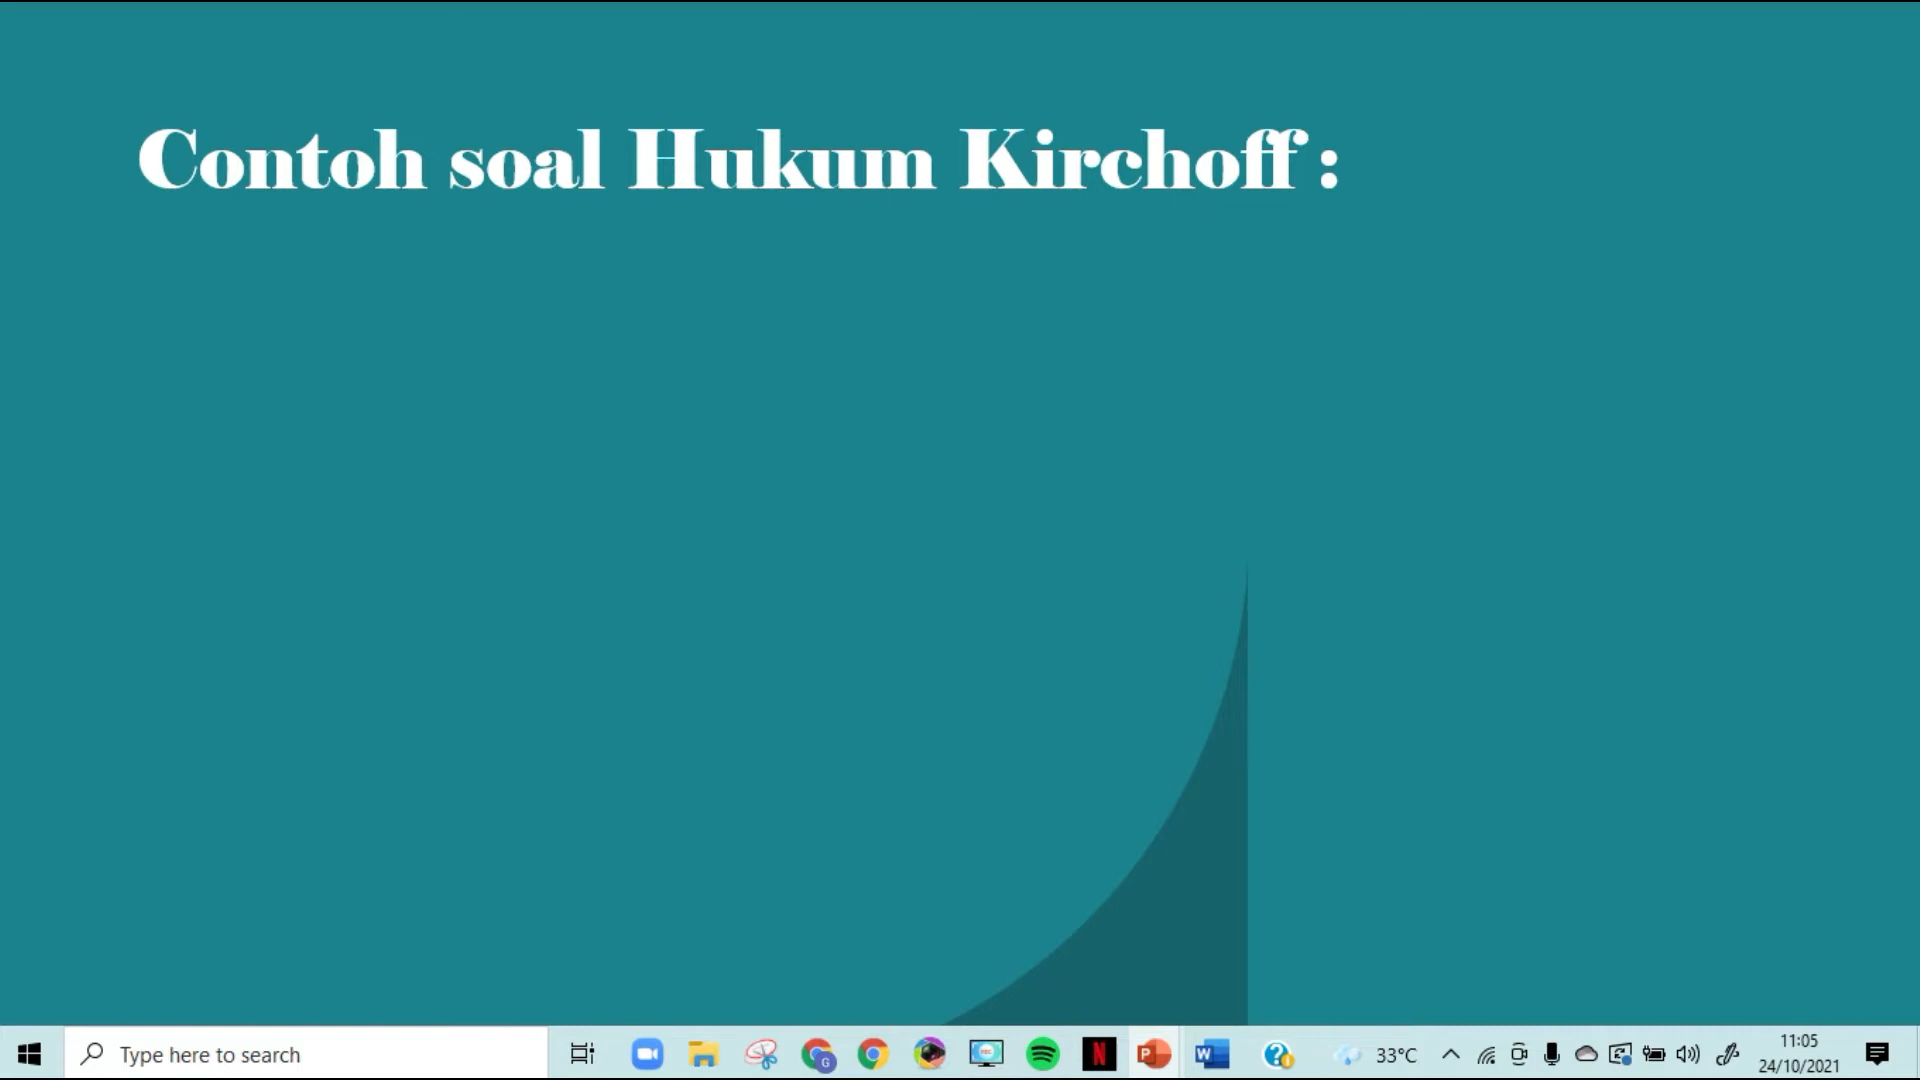 Contoh soal Hukum Kirchoff :
Type here to search
33°C
11:05
24/10/2021